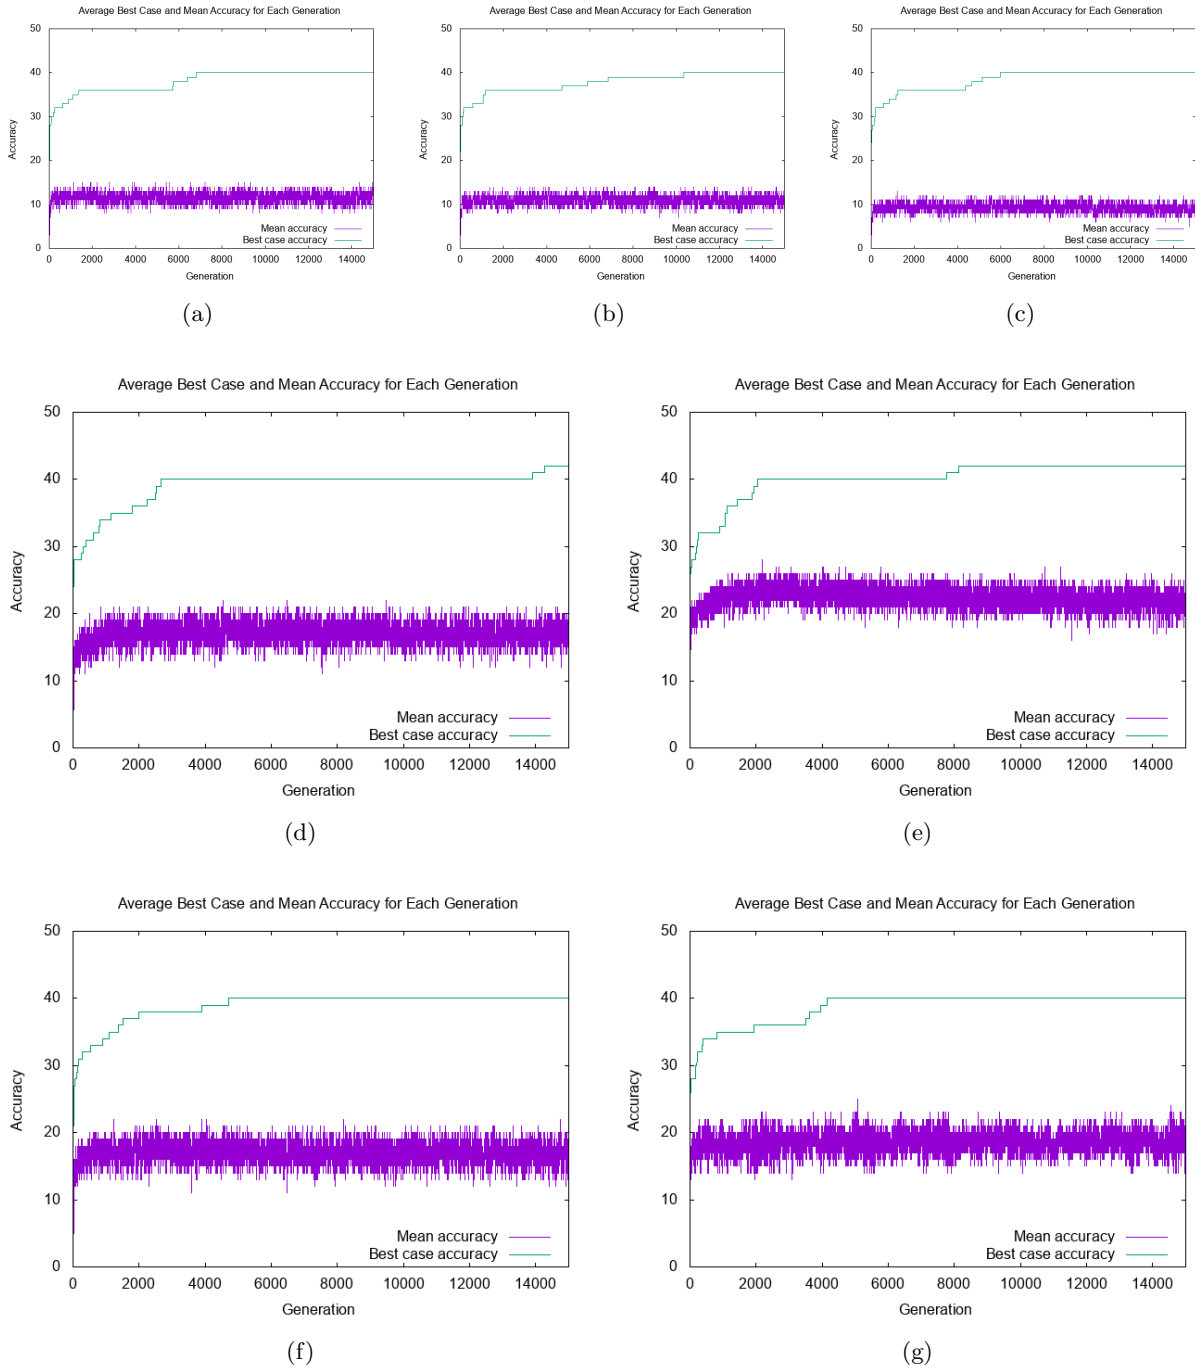 Average Best Case and Mean Accuracy for Each Generation
50
40
30
20
10
0
Accuracy
Mean accuracy
Best case accuracy
0 2000 4000 6000 8000 10000 12000 14000
Generation
(a)
Average Best Case and Mean Accuracy for Each Generation
50
40
30
20
10
0
Accuracy
Mean accuracy
Best case accuracy
0 2000 4000 6000 8000 10000 12000 14000
Generation
(b)
Average Best Case and Mean Accuracy for Each Generation
50
40
30
20
10
0
Accuracy
Mean accuracy
Best case accuracy
0 2000 4000 6000 8000 10000 12000 14000
Generation
(c)
Average Best Case and Mean Accuracy for Each Generation
50
40
30
20
10
0
Accuracy
Mean accuracy
Best case accuracy
0 2000 4000 6000 8000 10000 12000 14000
Generation
(d)
Average Best Case and Mean Accuracy for Each Generation
50
40
30
20
10
0
Accuracy
Mean accuracy
Best case accuracy
0 2000 4000 6000 8000 10000 12000 14000
Generation
(e)
Average Best Case and Mean Accuracy for Each Generation
50
40
30
20
10
0
Accuracy
Mean accuracy
Best case accuracy
0 2000 4000 6000 8000 10000 12000 14000
Generation
(f)
Average Best Case and Mean Accuracy for Each Generation
50
40
30
20
10
0
Accuracy
Mean accuracy
Best case accuracy
0 2000 4000 6000 8000 10000 12000 14000
Generation
(g)